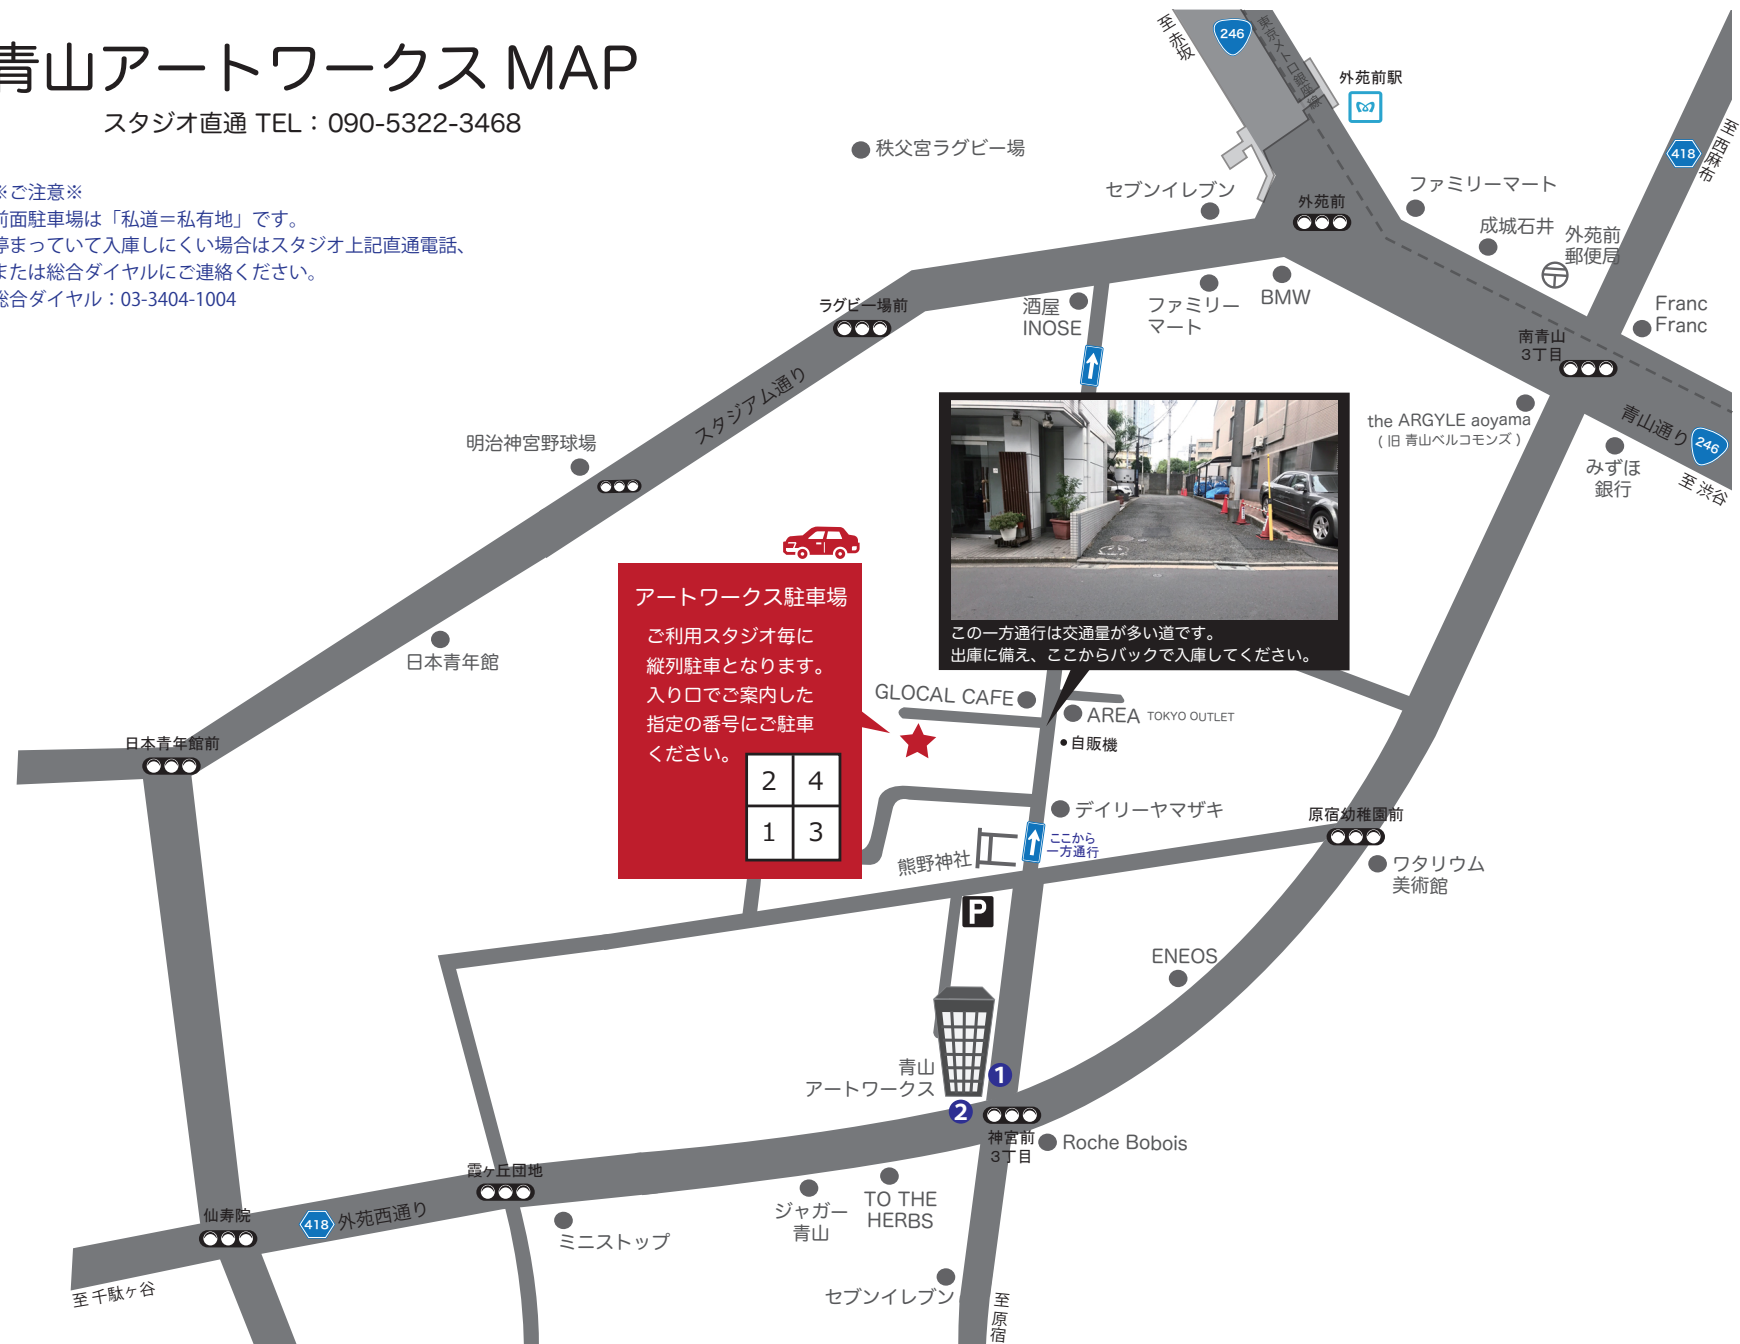 青山アートワークス MAP
スタジオ直通 TEL：090-5322-3468
※ご注意※
前面駐車場は「私道＝私有地」です。
停まっていて入庫しにくい場合はスタジオ上記直通電話、
または総合ダイヤルにご連絡ください。
総合ダイヤル：03-3404-1004
至赤坂
246
東京メトロ銀座線
外苑前駅
至西麻布
418
秩父宮ラグビー場
セブンイレブン
外苑前
ファミリーマート
成城石井
外苑前
郵便局
Franc
Franc
ラグビー場前
酒屋
INOSE
ファミリー
マート
BMW
南青山
3丁目
スタジアム通り
the ARGYLE aoyama
( 旧 青山ベルコモンズ )
青山通り
246
至 渋谷
みずほ
銀行
明治神宮野球場
アートワークス駐車場
ご利用スタジオ毎に
縦列駐車となります。
入り口でご案内した
指定の番号にご駐車
ください。
2 4
1 3
この一方通行は交通量が多い道です。
出庫に備え、ここからバックで入庫してください。
日本青年館
GLOCAL CAFE
AREA TOKYO OUTLET
自販機
日本青年館前
デイリーヤマザキ
原宿幼稚園前
ここから
一方通行
熊野神社
ワタリウム
美術館
P
ENEOS
青山
アートワークス
1
2
神宮前
3丁目
Roche Bobois
霞ヶ丘団地
TO THE
HERBS
ジャガー
青山
仙寿院
418
外苑西通り
ミニストップ
至 千駄ヶ谷
セブンイレブン
至原宿